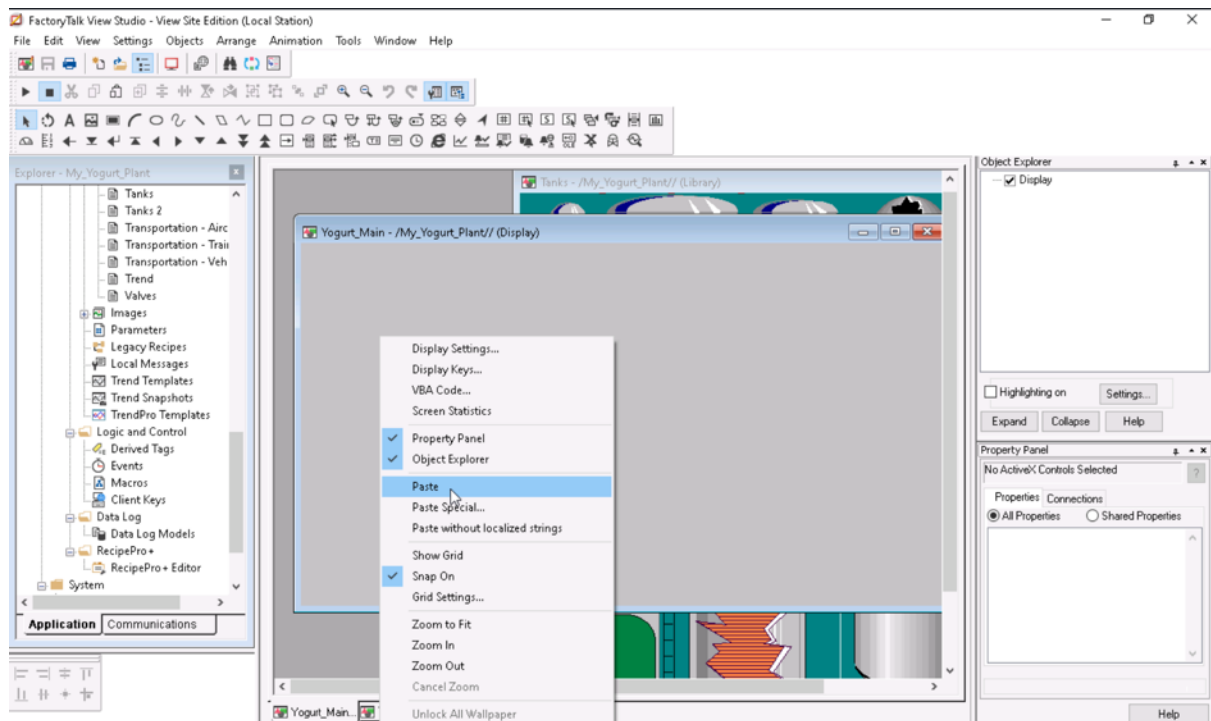 FactoryTalk View Studio - View Site Edition (Local Station)
File Edit View Settings Objects Arrange Animation Tools Window Help
Explorer - My_Yogurt_Plant
Tanks
Tanks 2
Transportation - Airc
Transportation - Train
Transportation - Veh
Trend
Valves
Images
Parameters
Legacy Recipes
Local Messages
Trend Templates
Trend Snapshots
TrendPro Templates
Logic and Control
Derived Tags
Events
Macros
Client Keys
Data Log
Data Log Models
RecipePro+
RecipePro+ Editor
System
Application Communications
Tanks - /My_Yogurt_Plant// (Library)
Yogurt_Main - /My_Yogurt_Plant// (Display)
Display Settings...
Display Keys...
VBA Code...
Screen Statistics
Property Panel
Object Explorer
Paste
Paste Special...
Paste without localized strings
Show Grid
Snap On
Grid Settings...
Zoom to Fit
Zoom In
Zoom Out
Cancel Zoom
Unlock All Wallpaper
Yogurt_Main...
Object Explorer
Display
Highlighting on Settings...
Expand Collapse Help
Property Panel
No ActiveX Controls Selected ?
Properties Connections
All Properties Shared Properties
Help